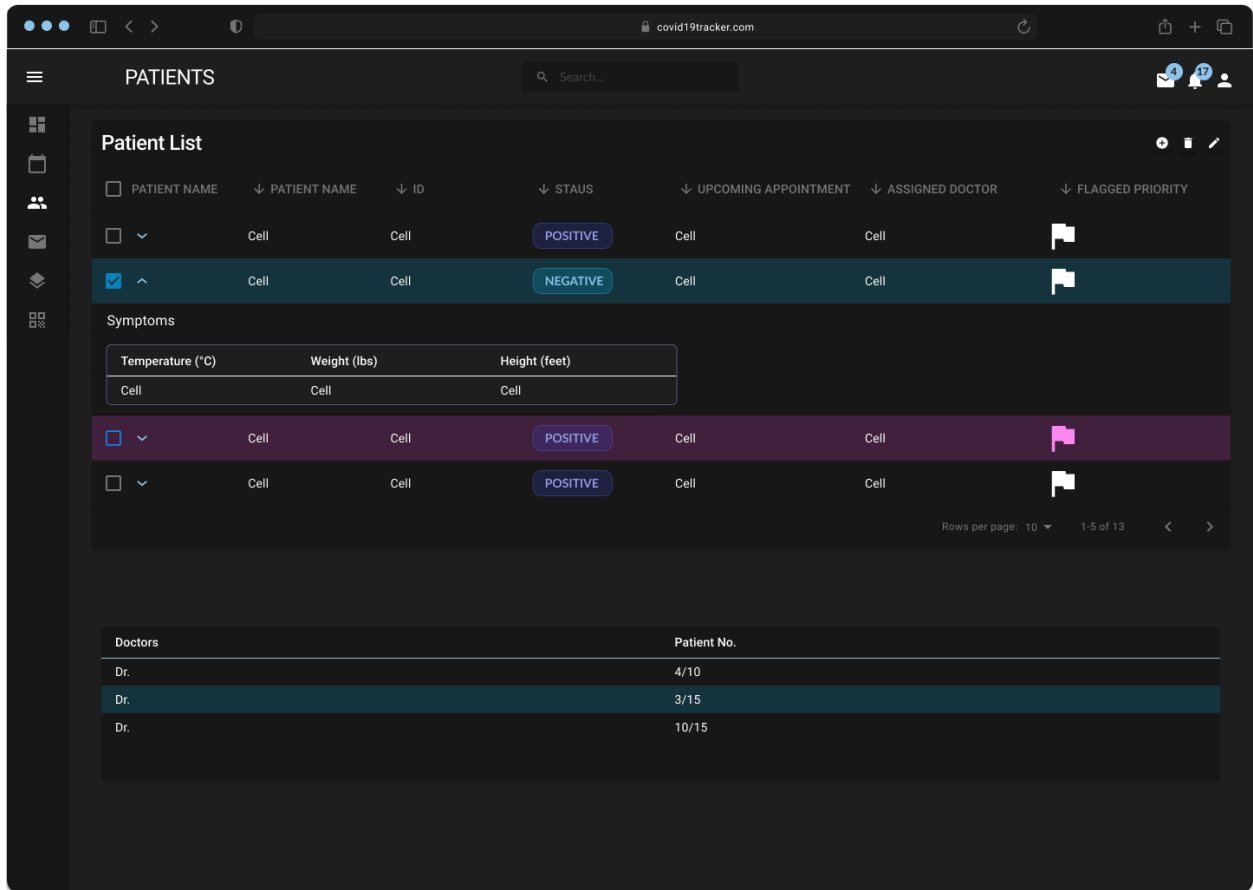 covid19tracker.com
PATIENTS
Search...
4
17
Patient List
PATIENT NAME PATIENT NAME ID STAUS UPCOMING APPOINTMENT ASSIGNED DOCTOR FLAGGED PRIORITY
Cell Cell POSITIVE Cell Cell
Cell Cell NEGATIVE Cell Cell
Symptoms
Temperature (°C) Weight (lbs) Height (feet)
Cell Cell Cell
Cell Cell POSITIVE Cell Cell
Cell Cell POSITIVE Cell Cell
Rows per page: 10 1-5 of 13
Doctors Patient No.
Dr. 4/10
Dr. 3/15
Dr. 10/15